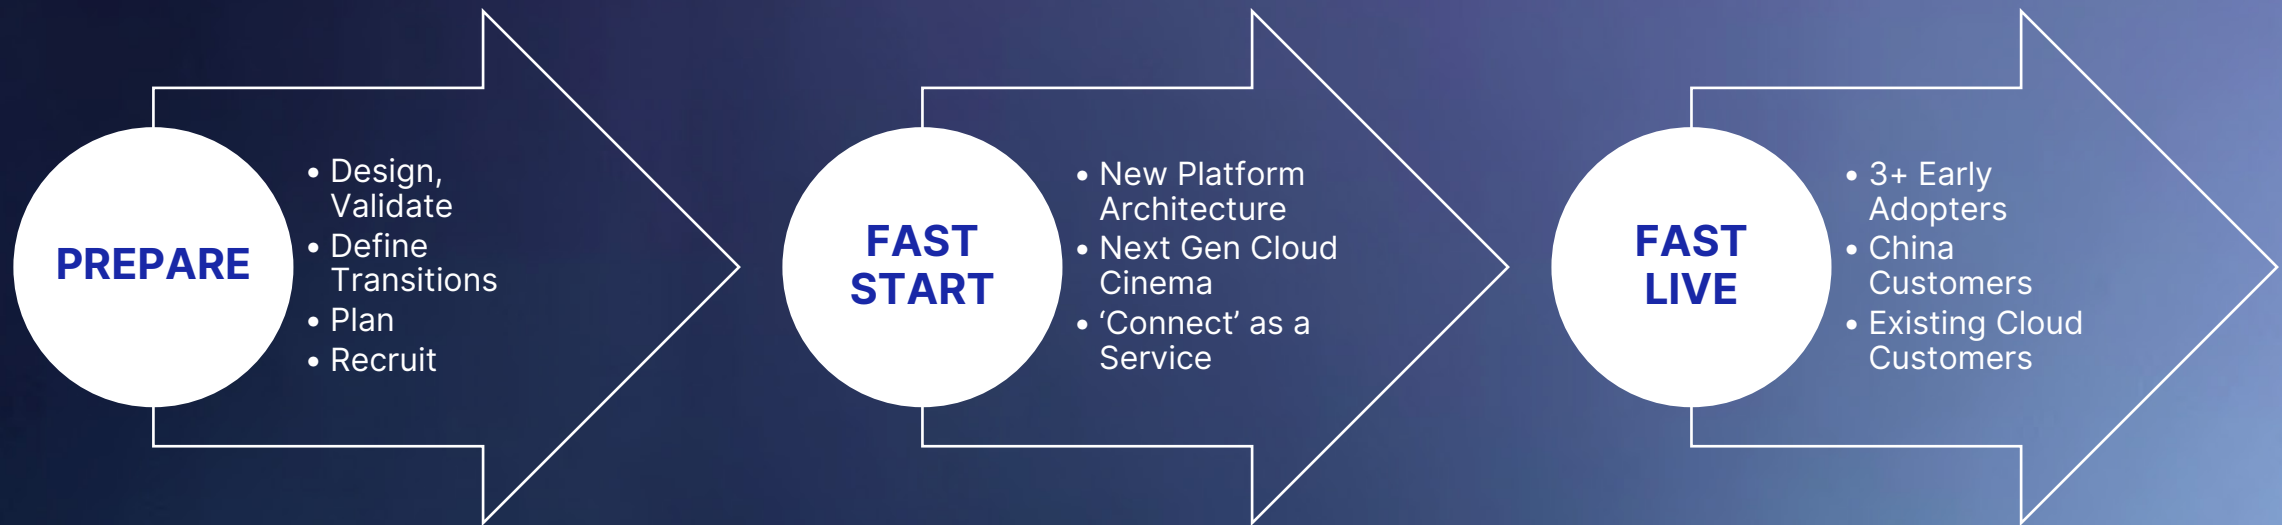 PREPARE
• Design,
Validate
• Define
Transitions
• Plan
• Recruit
FAST
START
• New Platform
Architecture
• Next Gen Cloud
Cinema
• ‘Connect’ as a
Service
FAST
LIVE
• 3+ Early
Adopters
• China
Customers
• Existing Cloud
Customers